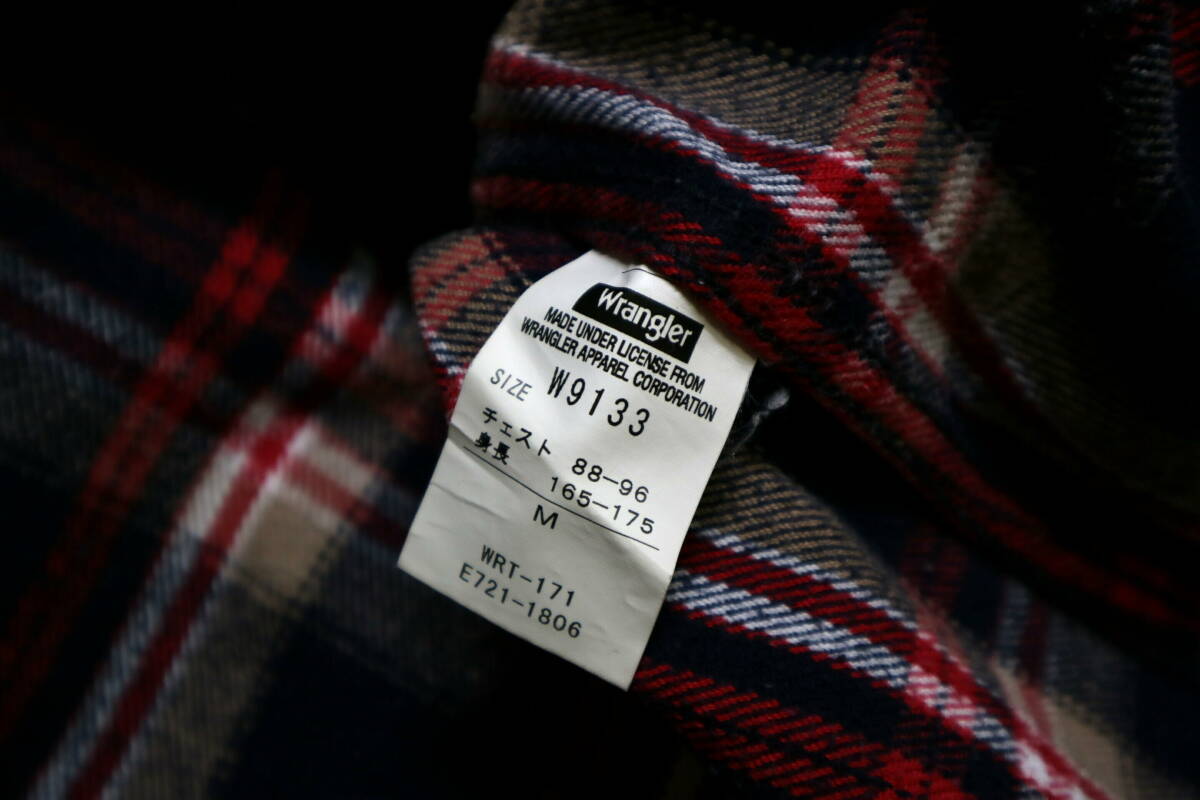 Wrangler
MADE UNDER LICENSE FROM
WRANGLER APPAREL CORPORATION
SIZE W9133
チェスト 88-96
身長 165-175
M
WRT-171
E721-1806